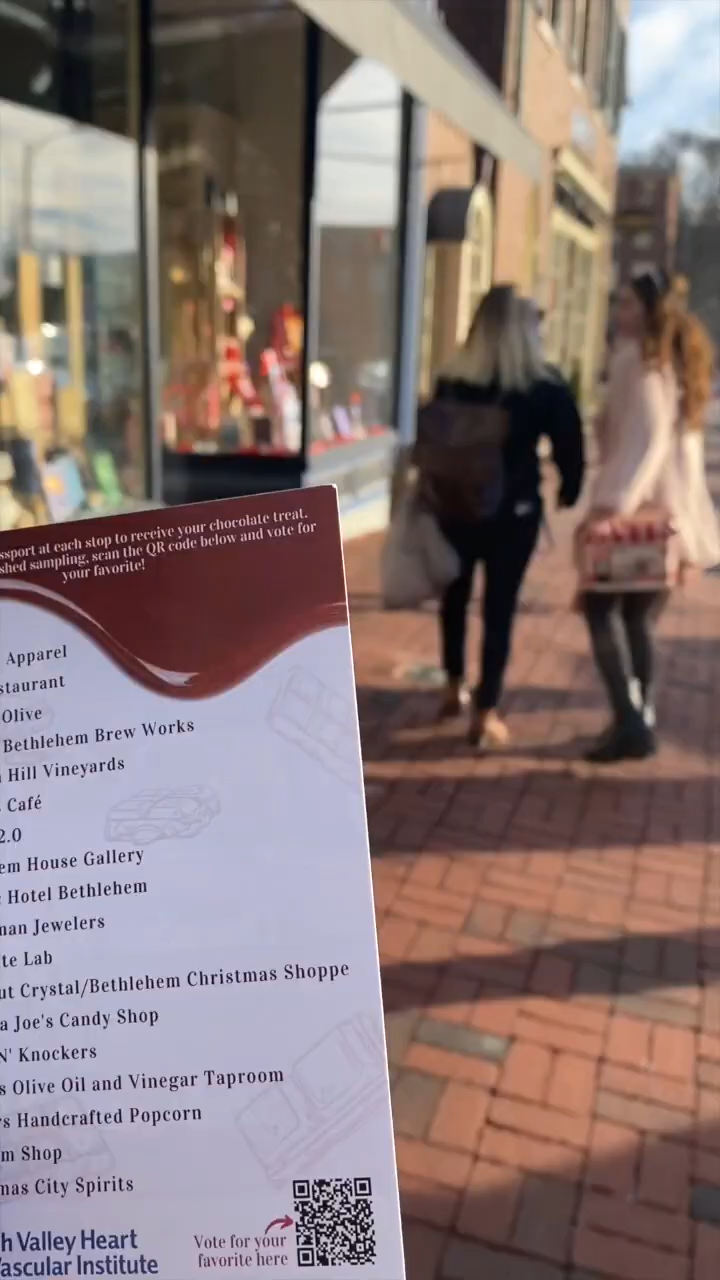 ssport at each stop to receive your chocolate treat.
shed sampling, scan the QR code below and vote for
your favorite!
Apparel
staurant
Olive
Bethlehem Brew Works
Hill Vineyards
Café
2.0
em House Gallery
Hotel Bethlehem
man Jewelers
te Lab
ut Crystal/Bethlehem Christmas Shoppe
a Joe's Candy Shop
N' Knockers
s Olive Oil and Vinegar Taproom
's Handcrafted Popcorn
m Shop
mas City Spirits
h Valley Heart
ascular Institute
Vote for your
favorite here